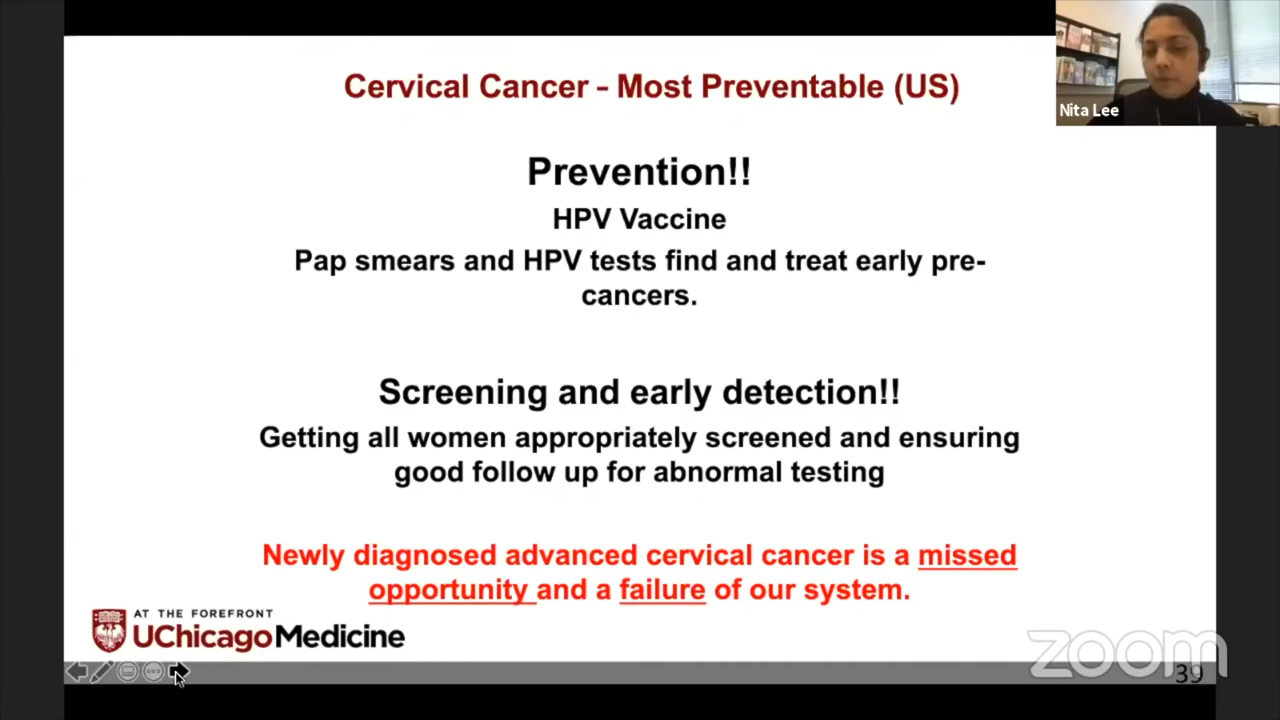 Cervical Cancer – Most Preventable (US)
Nita Lee
Prevention!!
HPV Vaccine
Pap smears and HPV tests find and treat early pre-
cancers.
Screening and early detection!!
Getting all women appropriately screened and ensuring
good follow up for abnormal testing
Newly diagnosed advanced cervical cancer is a missed
opportunity and a failure of our system.
AT THE FOREFRONT
UChicago Medicine
zoom
39